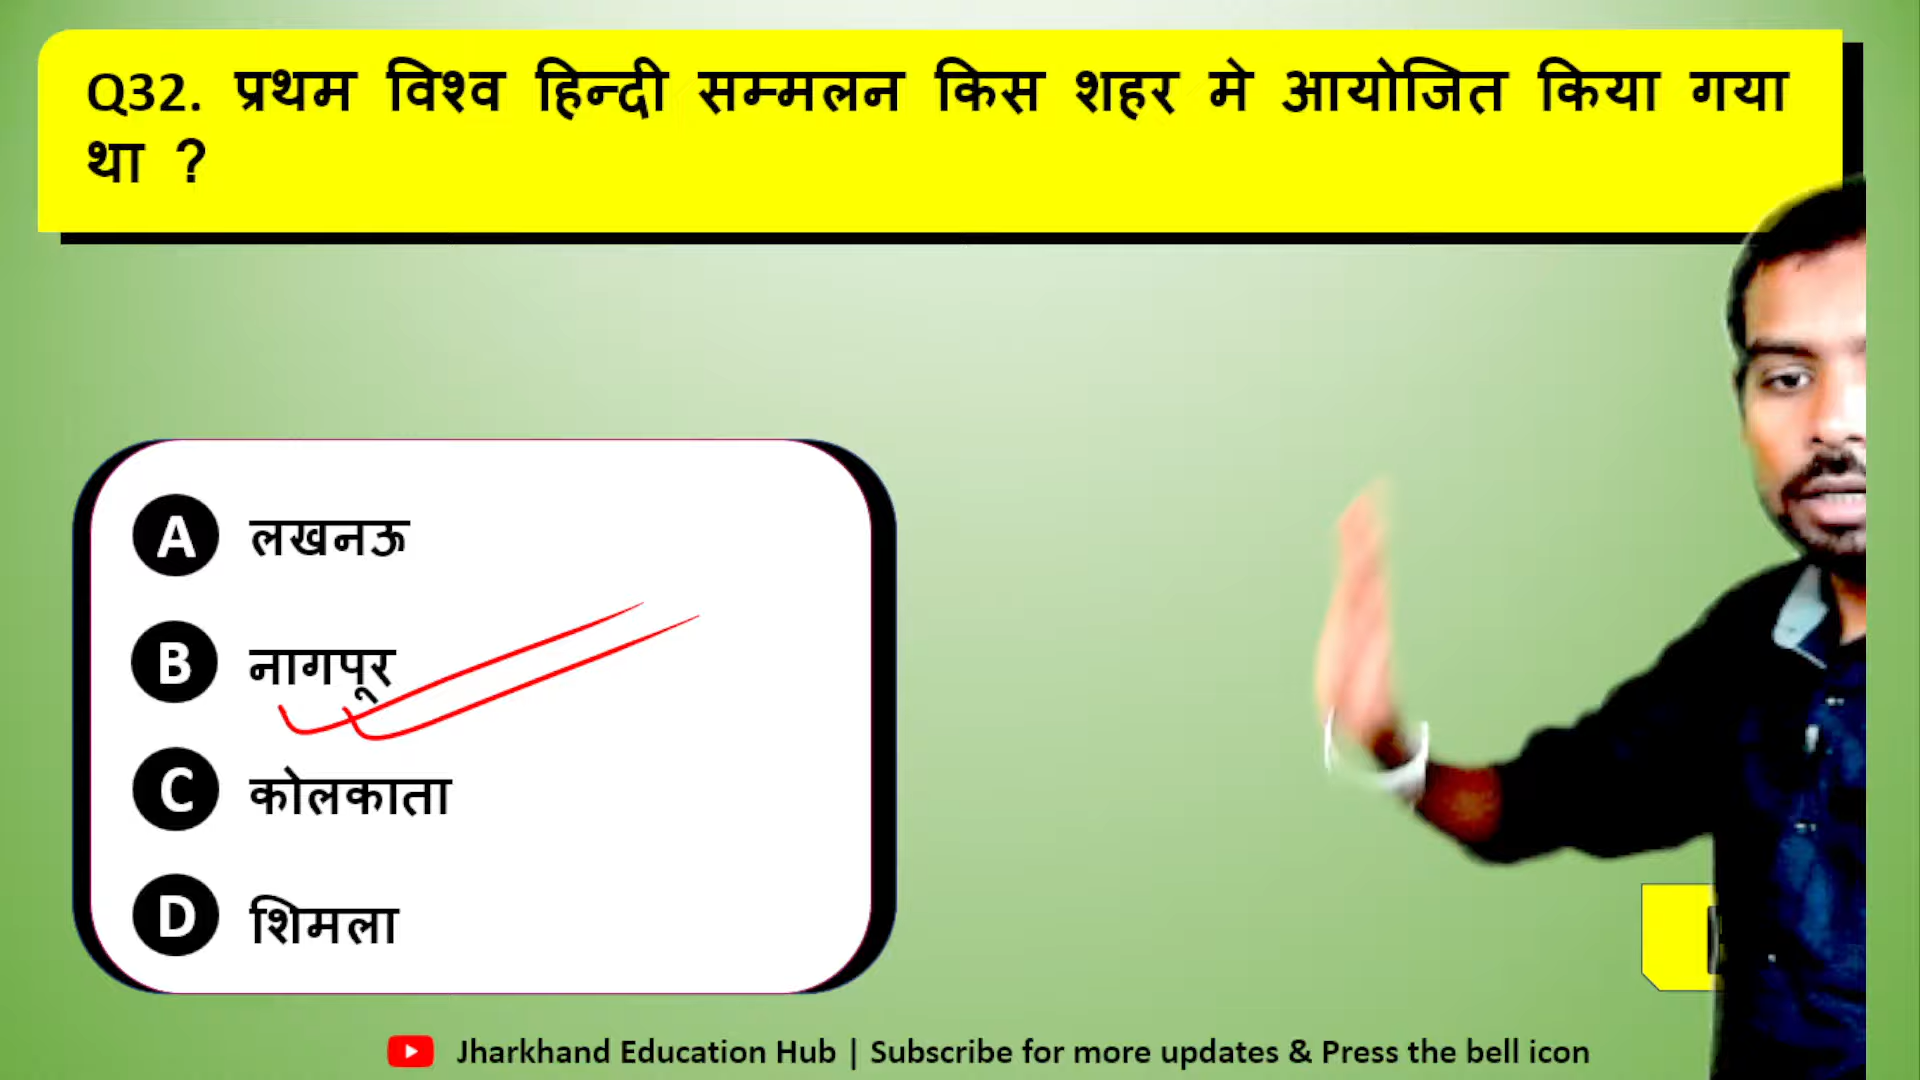 Q32. प्रथम विश्व हिन्दी सम्मलन किस शहर मे आयोजित किया गया
था ?
A लखनऊ
B नागपूर
C कोलकाता
D शिमला
Jharkhand Education Hub | Subscribe for more updates & Press the bell icon